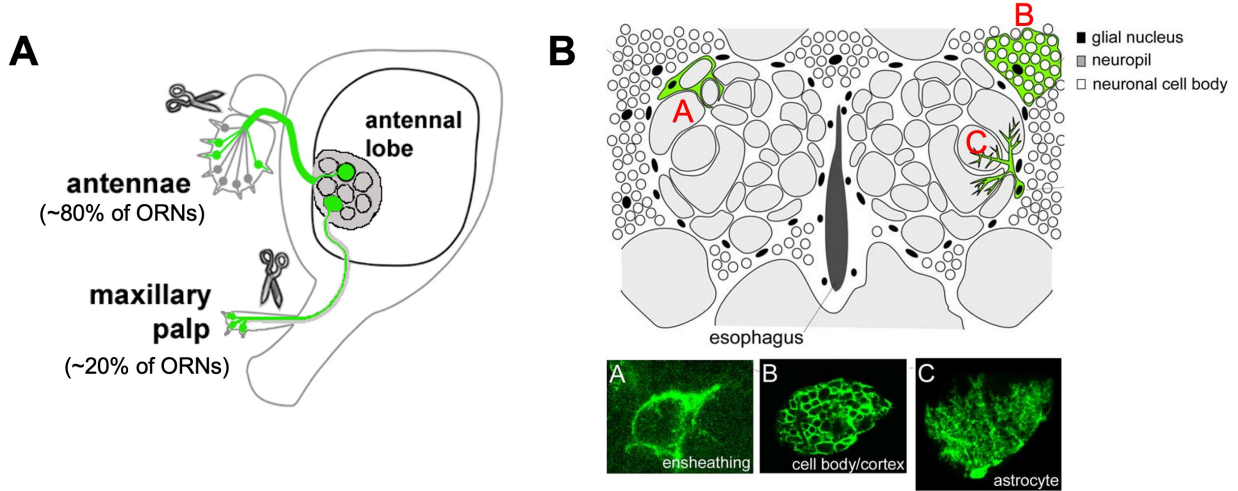 A
antennal
lobe
antennae
(~80% of ORNs)
maxillary
palp
(~20% of ORNs)
B
B
A
C
glial nucleus
neuropil
neuronal cell body
esophagus
A
ensheathing
B
cell body/cortex
C
astrocyte